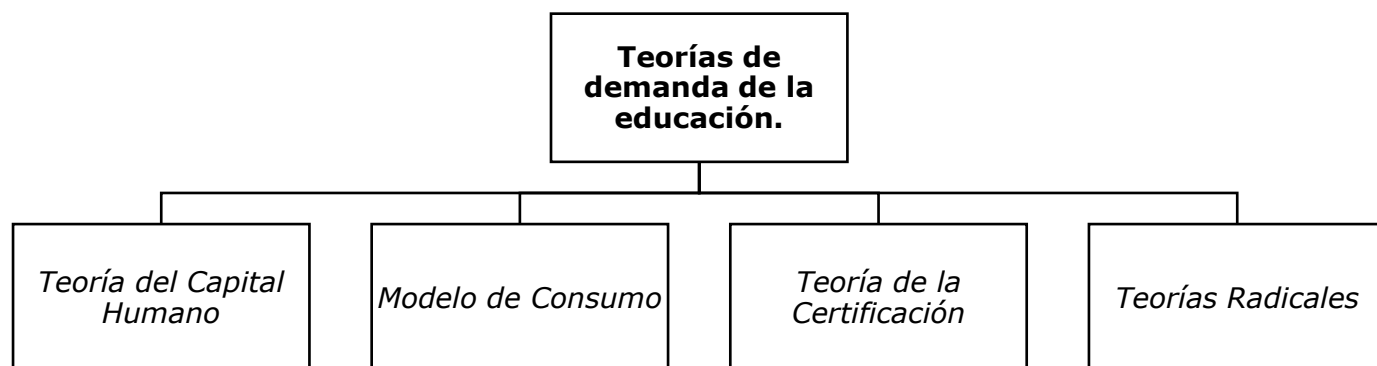 Teorías de
demanda de la
educación.
Teoría del Capital
Humano
Modelo de Consumo
Teoría de la
Certificación
Teorías Radicales